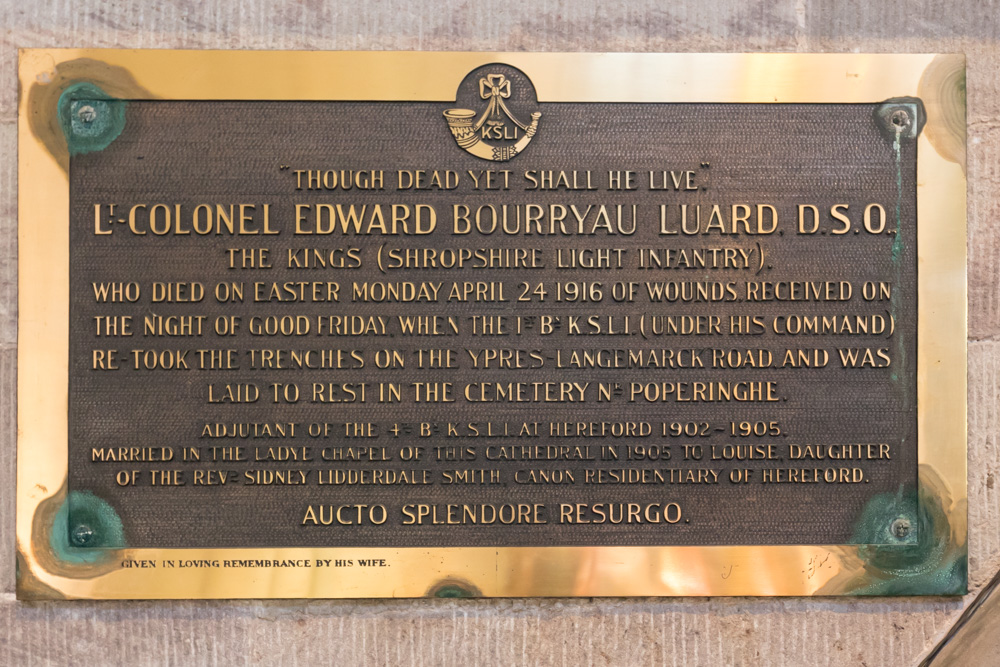 KSLI
"THOUGH DEAD YET SHALL HE LIVE".
LT-COLONEL EDWARD BOURRYAU LUARD, D.S.O.,
THE KINGS (SHROPSHIRE LIGHT INFANTRY).
WHO DIED ON EASTER MONDAY APRIL 24 1916 OF WOUNDS, RECEIVED ON
THE NIGHT OF GOOD FRIDAY, WHEN THE 1ST BN K.S.L.I. (UNDER HIS COMMAND)
RE-TOOK THE TRENCHES ON THE YPRES-LANGEMARCK ROAD, AND WAS
LAID TO REST IN THE CEMETERY NR POPERINGHE.
ADJUTANT OF THE 4TH BN K.S.L.I. AT HEREFORD 1902-1905.
MARRIED IN THE LADYE CHAPEL OF THIS CATHEDRAL IN 1905 TO LOUISE, DAUGHTER
OF THE REVD SIDNEY LIDDERDALE SMITH, CANON RESIDENTIARY OF HEREFORD.
AUCTO SPLENDORE RESURGO.
GIVEN IN LOVING REMEMBRANCE BY HIS WIFE.